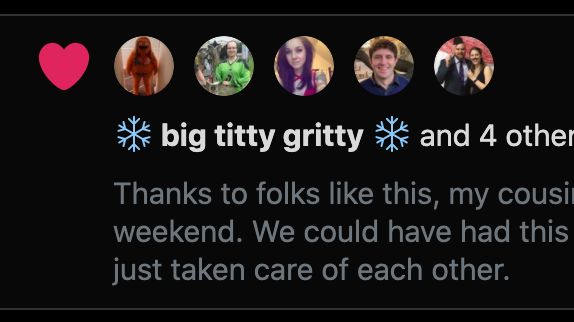 ❄️ big titty gritty ❄️ and 4 other
Thanks to folks like this, my cousi
weekend. We could have had this
just taken care of each other.